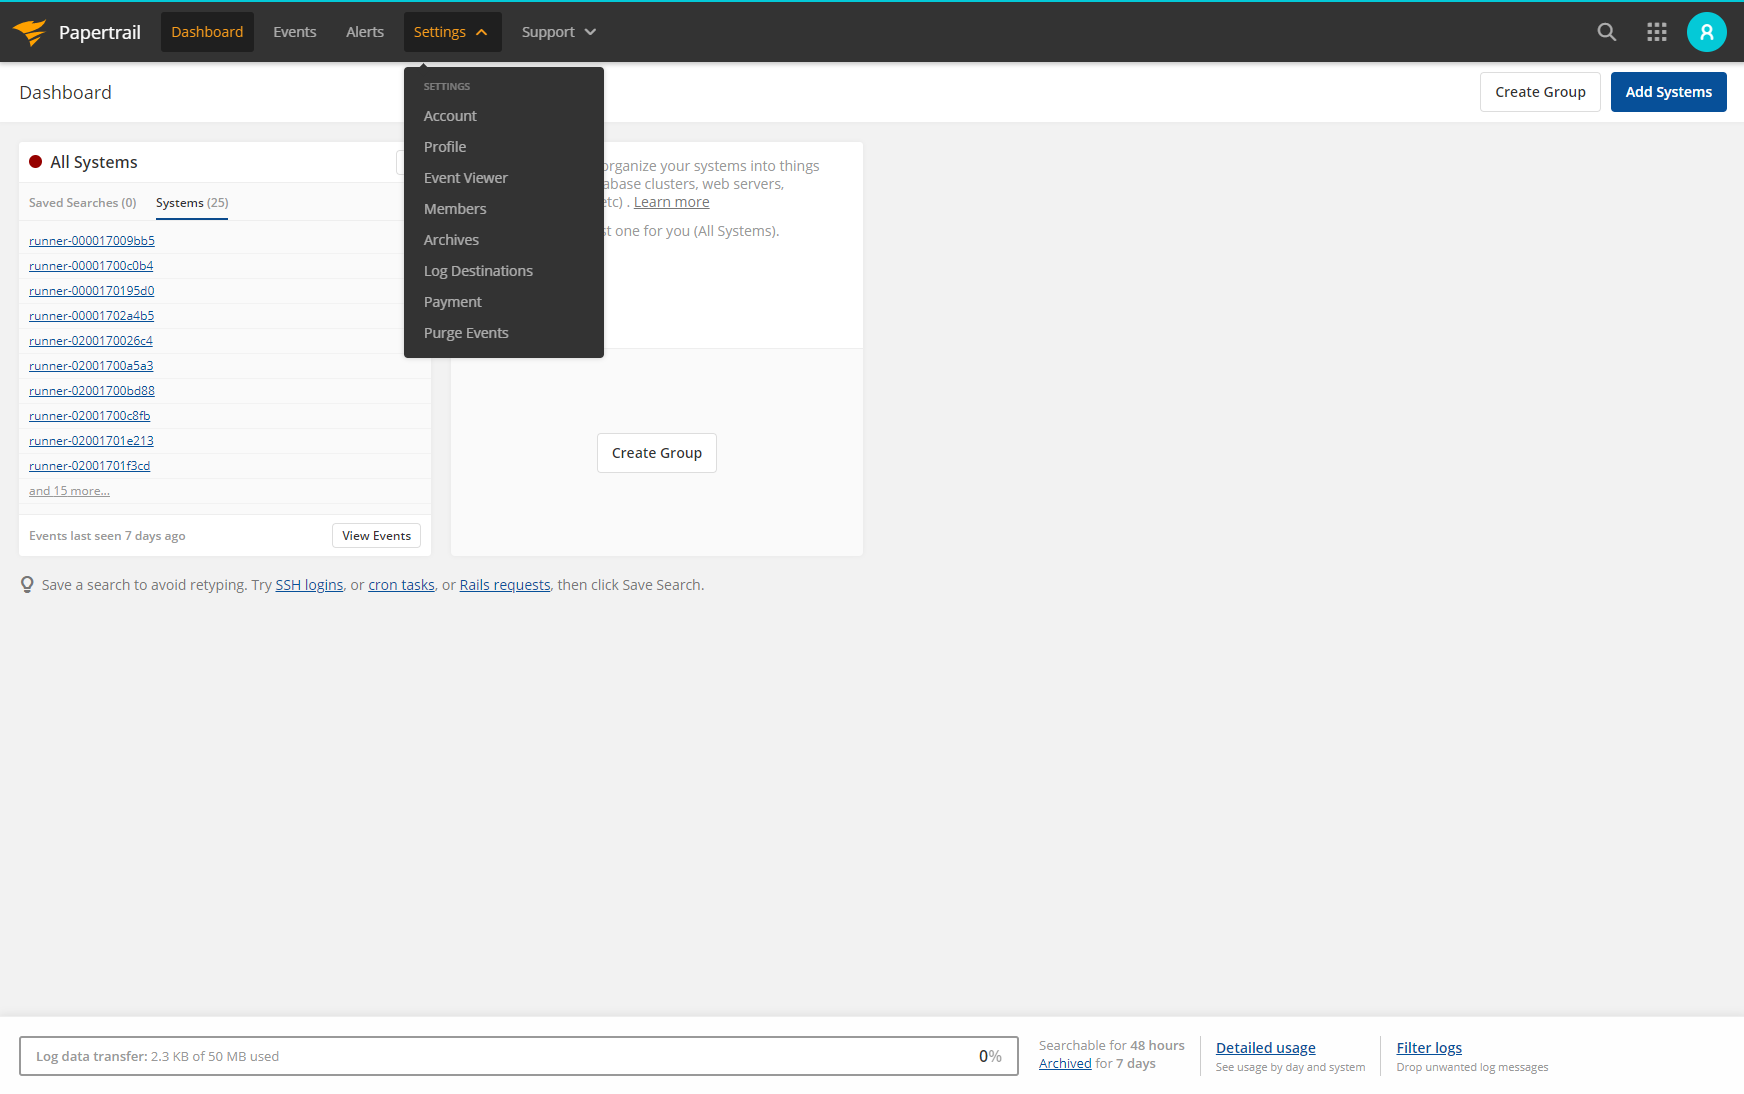 Papertrail
Dashboard
Events
Alerts
Settings
Support
Dashboard
Create Group
Add Systems
SETTINGS
Account
Profile
Event Viewer
Members
Archives
Log Destinations
Payment
Purge Events
All Systems
Saved Searches (0)
Systems (25)
runner-000017009bb5
runner-00001700c0b4
runner-0000170195d0
runner-00001702a4b5
runner-0200170026c4
runner-02001700a5a3
runner-02001700bd88
runner-02001700c8fb
runner-02001701e213
runner-02001701f3cd
and 15 more...
Events last seen 7 days ago
View Events
organize your systems into things
clusters, web servers,
etc) . Learn more
one for you (All Systems).
Create Group
Save a search to avoid retyping. Try SSH logins, or cron tasks, or Rails requests, then click Save Search.
Log data transfer: 2.3 KB of 50 MB used
0%
Searchable for 48 hours
Archived for 7 days
Detailed usage
See usage by day and system
Filter logs
Drop unwanted log messages